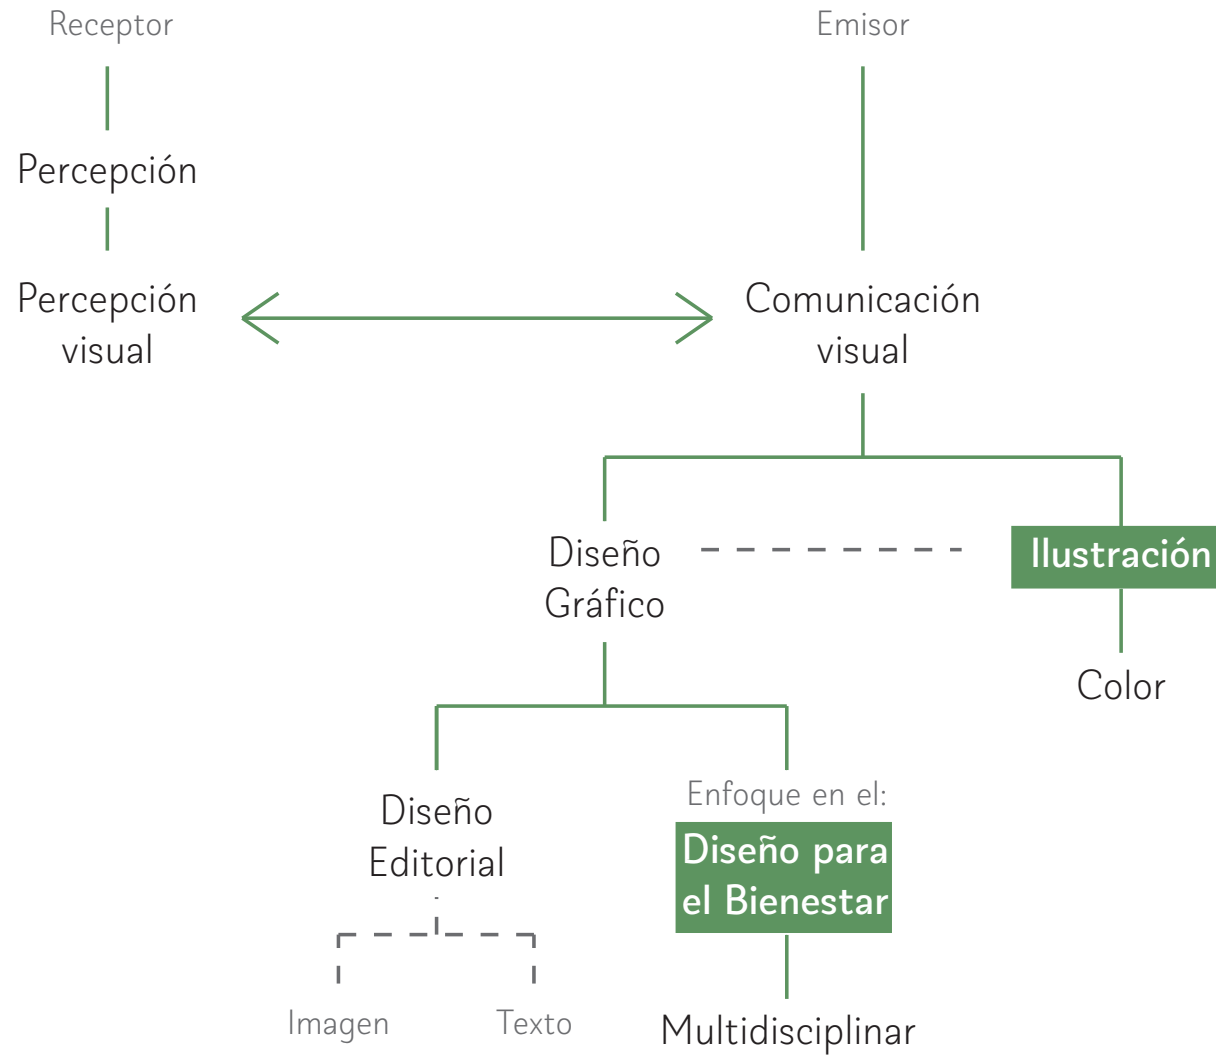 Receptor
Emisor
Percepción
Percepción
visual
Comunicación
visual
Diseño
Gráfico
Ilustración
Color
Diseño
Editorial
Enfoque en el:
Diseño para
el Bienestar
Imagen
Texto
Multidisciplinar